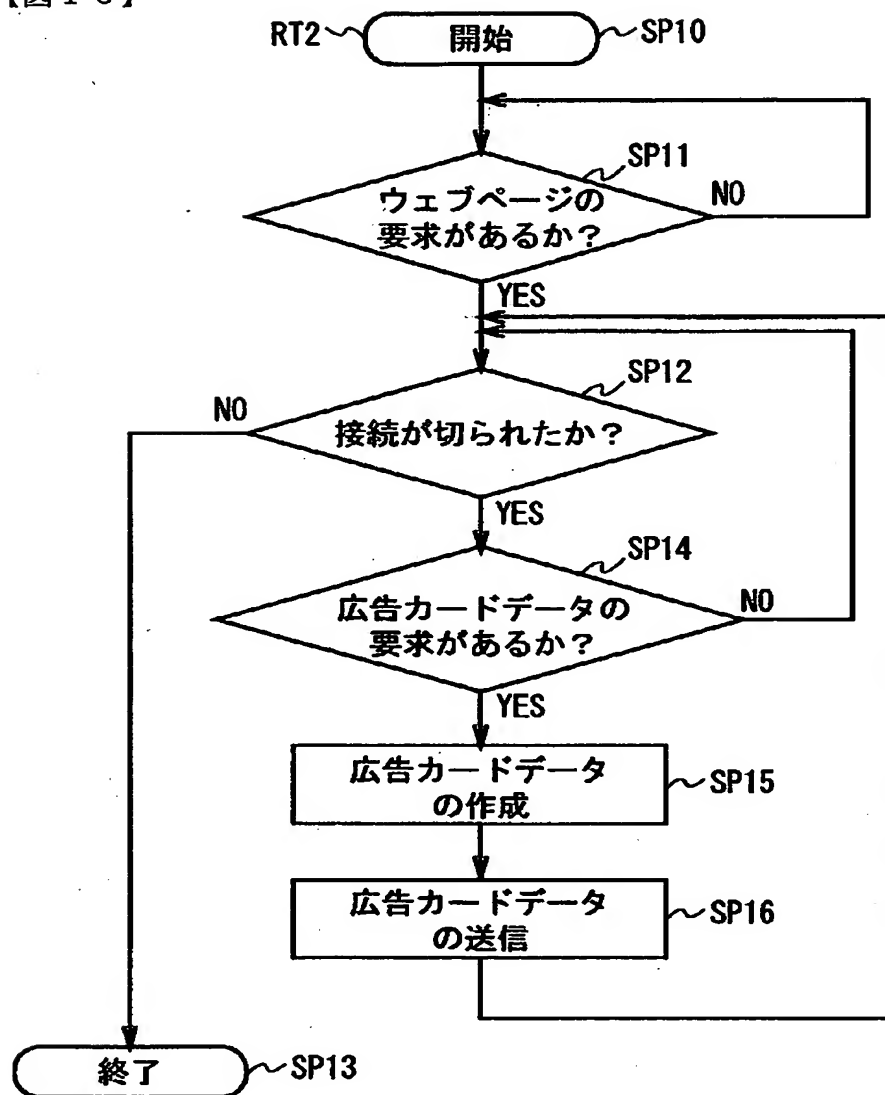 RT2 開始 SP10
SP11
ウェブページの
要求があるか？
NO
YES
SP12
NO
接続が切られたか？
YES
SP14
広告カードデータの
要求があるか？
NO
YES
広告カードデータ
の作成
SP15
広告カードデータ
の送信
SP16
終了 SP13